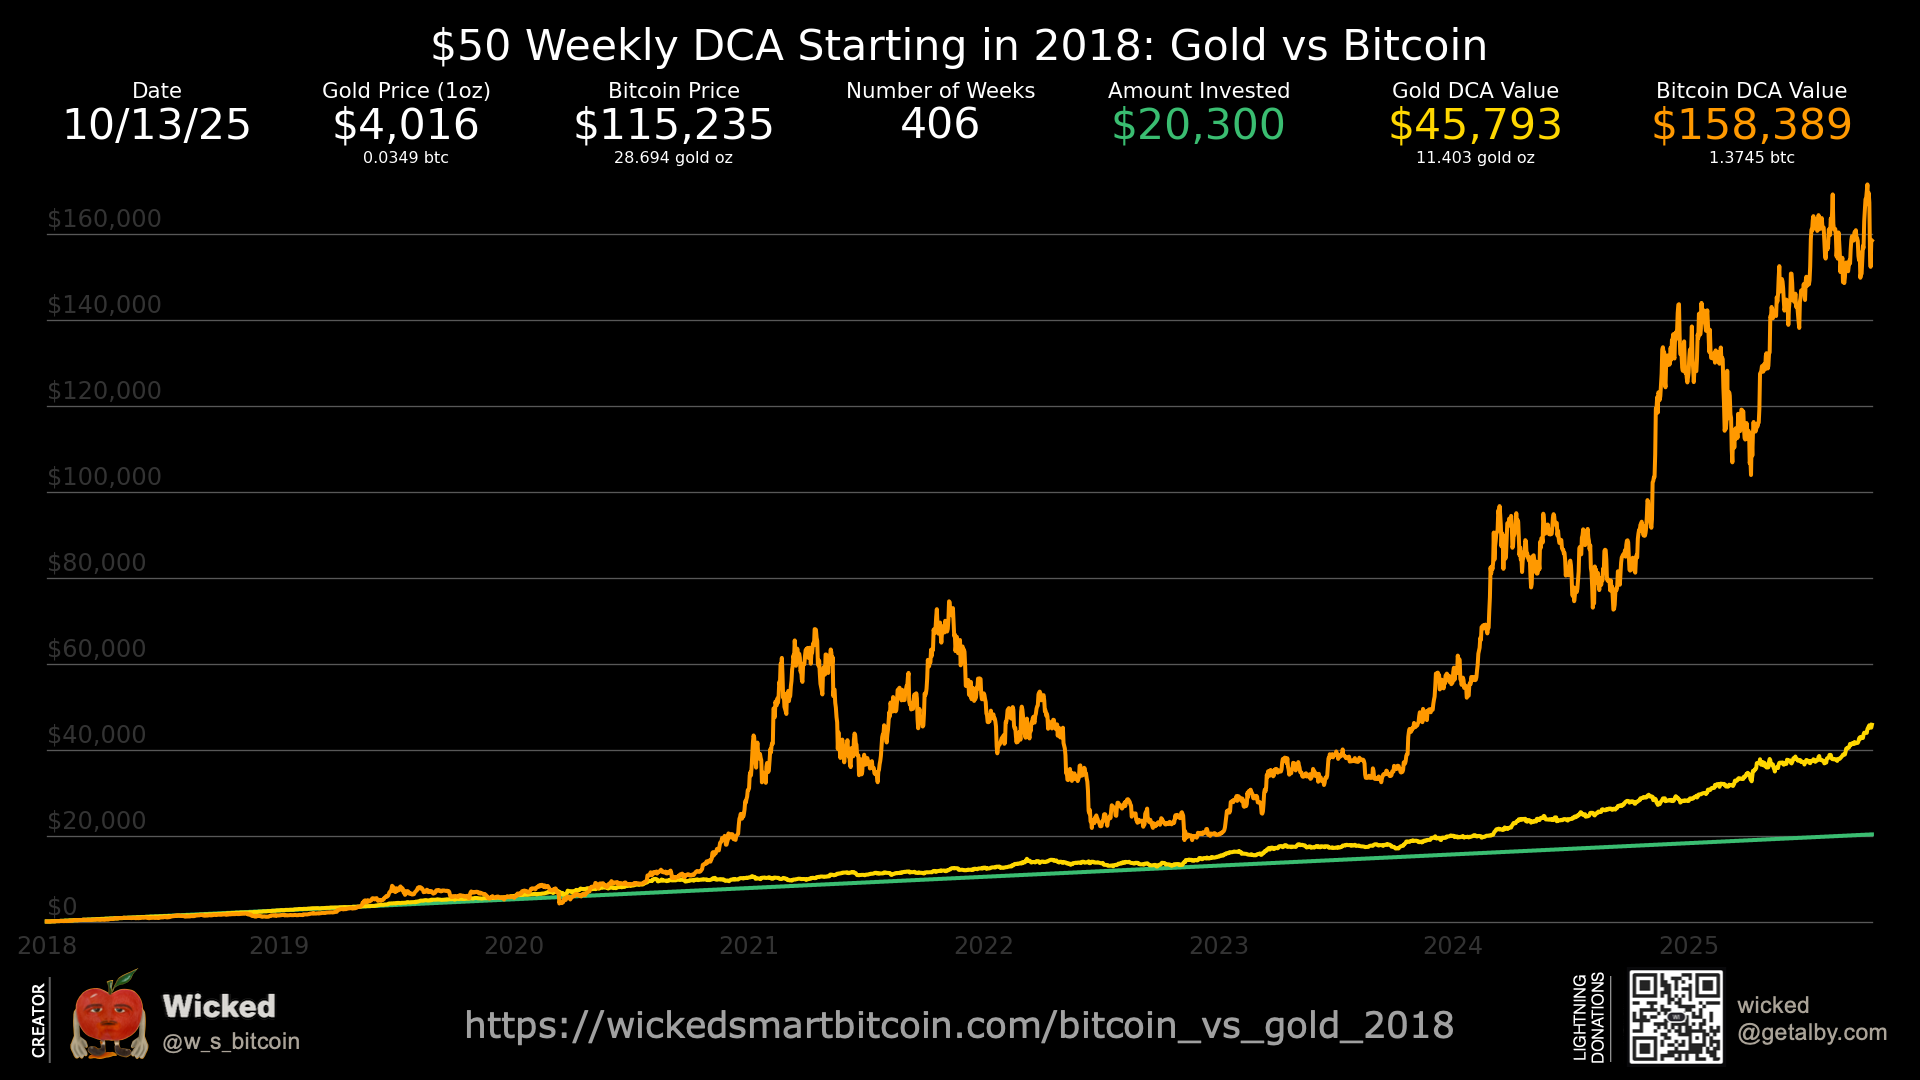 $50 Weekly DCA Starting in 2018: Gold vs Bitcoin
Date
10/13/25
Gold Price (1oz)
$4,016
0.0349 btc
Bitcoin Price
$115,235
28.694 gold oz
Number of Weeks
406
Amount Invested
$20,300
Gold DCA Value
$45,793
11.403 gold oz
Bitcoin DCA Value
$158,389
1.3745 btc
$160,000
$140,000
$120,000
$100,000
$80,000
$60,000
$40,000
$20,000
$0
2018 2019 2020 2021 2022 2023 2024 2025
CREATOR
Wicked
@w_s_bitcoin
https://wickedsmartbitcoin.com/bitcoin_vs_gold_2018
LIGHTNING
DONATIONS
wicked
@getalby.com